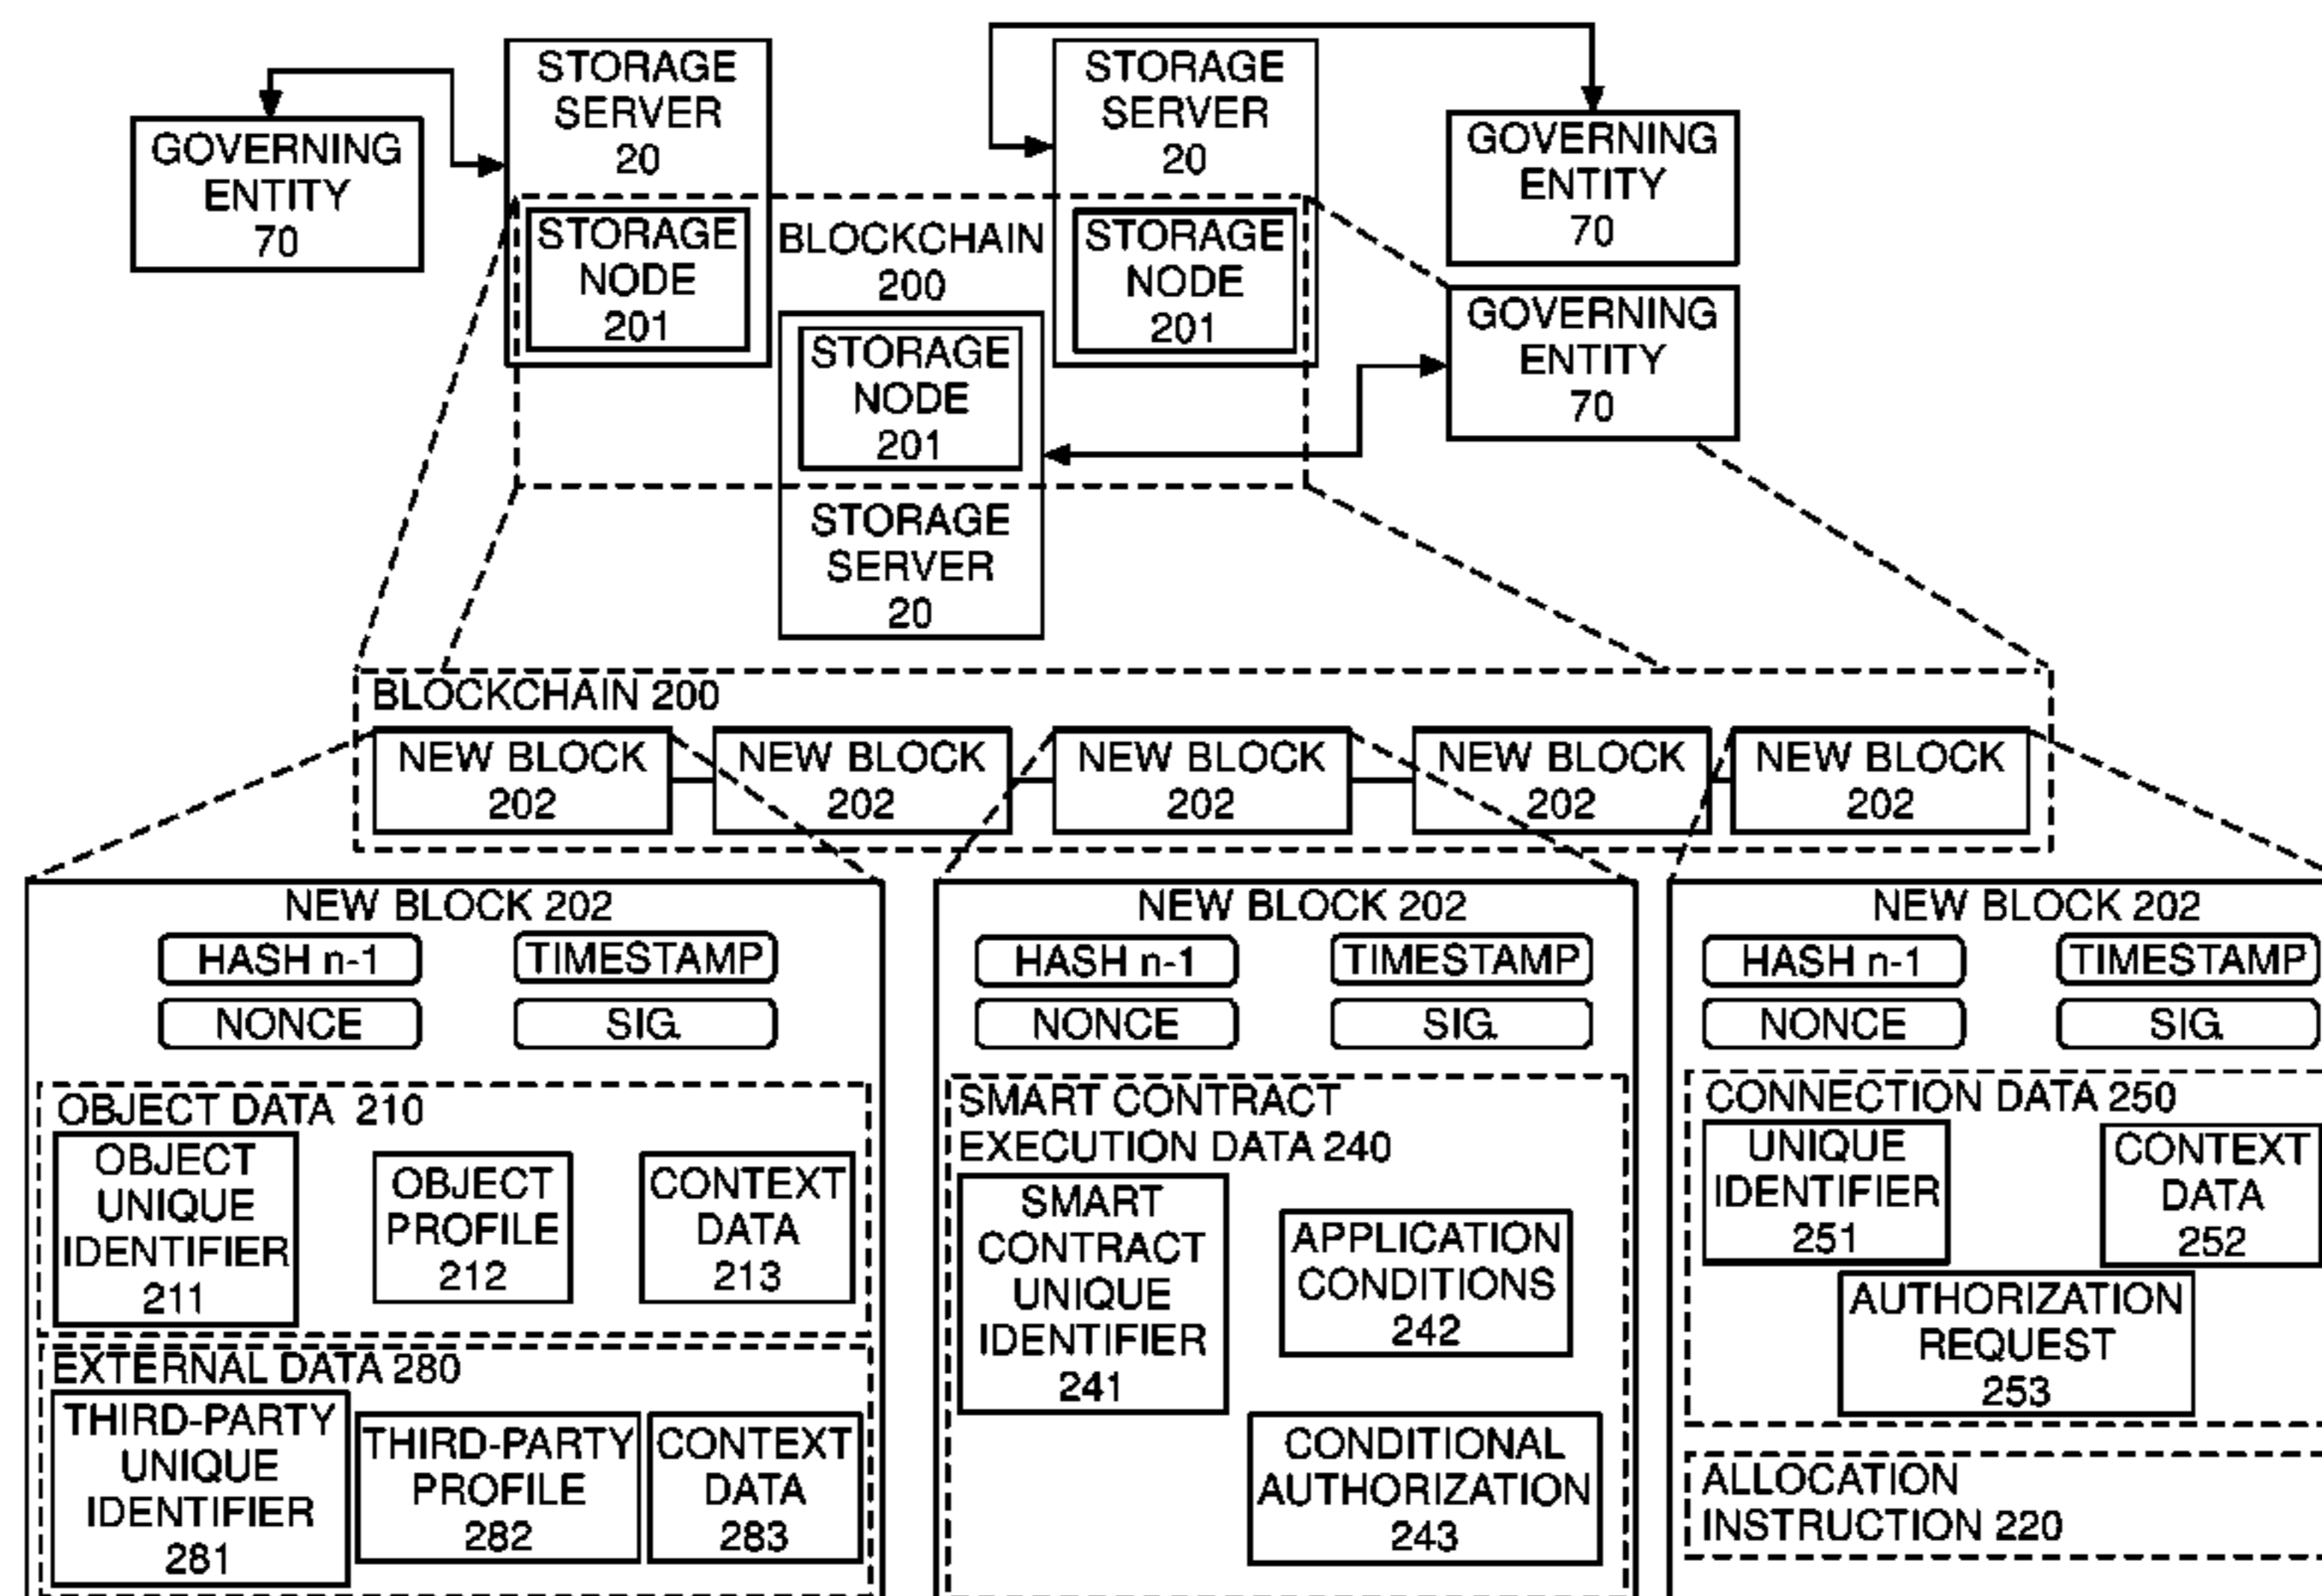 STORAGE
SERVER
20
STORAGE
SERVER
20
GOVERNING
ENTITY
70
GOVERNING
ENTITY
70
STORAGE
NODE
201
BLOCKCHAIN
200
STORAGE
NODE
201
GOVERNING
ENTITY
70
STORAGE
NODE
201
STORAGE
SERVER
20
BLOCKCHAIN 200
NEW BLOCK
202
NEW BLOCK
202
NEW BLOCK
202
NEW BLOCK
202
NEW BLOCK
202
NEW BLOCK 202
HASH n-1
TIMESTAMP
NONCE
SIG.
OBJECT DATA 210
OBJECT
UNIQUE
IDENTIFIER
211
OBJECT
PROFILE
212
CONTEXT
DATA
213
EXTERNAL DATA 280
THIRD-PARTY
UNIQUE
IDENTIFIER
281
THIRD-PARTY
PROFILE
282
CONTEXT
DATA
283
NEW BLOCK 202
HASH n-1
TIMESTAMP
NONCE
SIG.
SMART CONTRACT
EXECUTION DATA 240
SMART
CONTRACT
UNIQUE
IDENTIFIER
241
APPLICATION
CONDITIONS
242
CONDITIONAL
AUTHORIZATION
243
NEW BLOCK 202
HASH n-1
TIMESTAMP
NONCE
SIG.
CONNECTION DATA 250
UNIQUE
IDENTIFIER
251
CONTEXT
DATA
252
AUTHORIZATION
REQUEST
253
ALLOCATION
INSTRUCTION 220